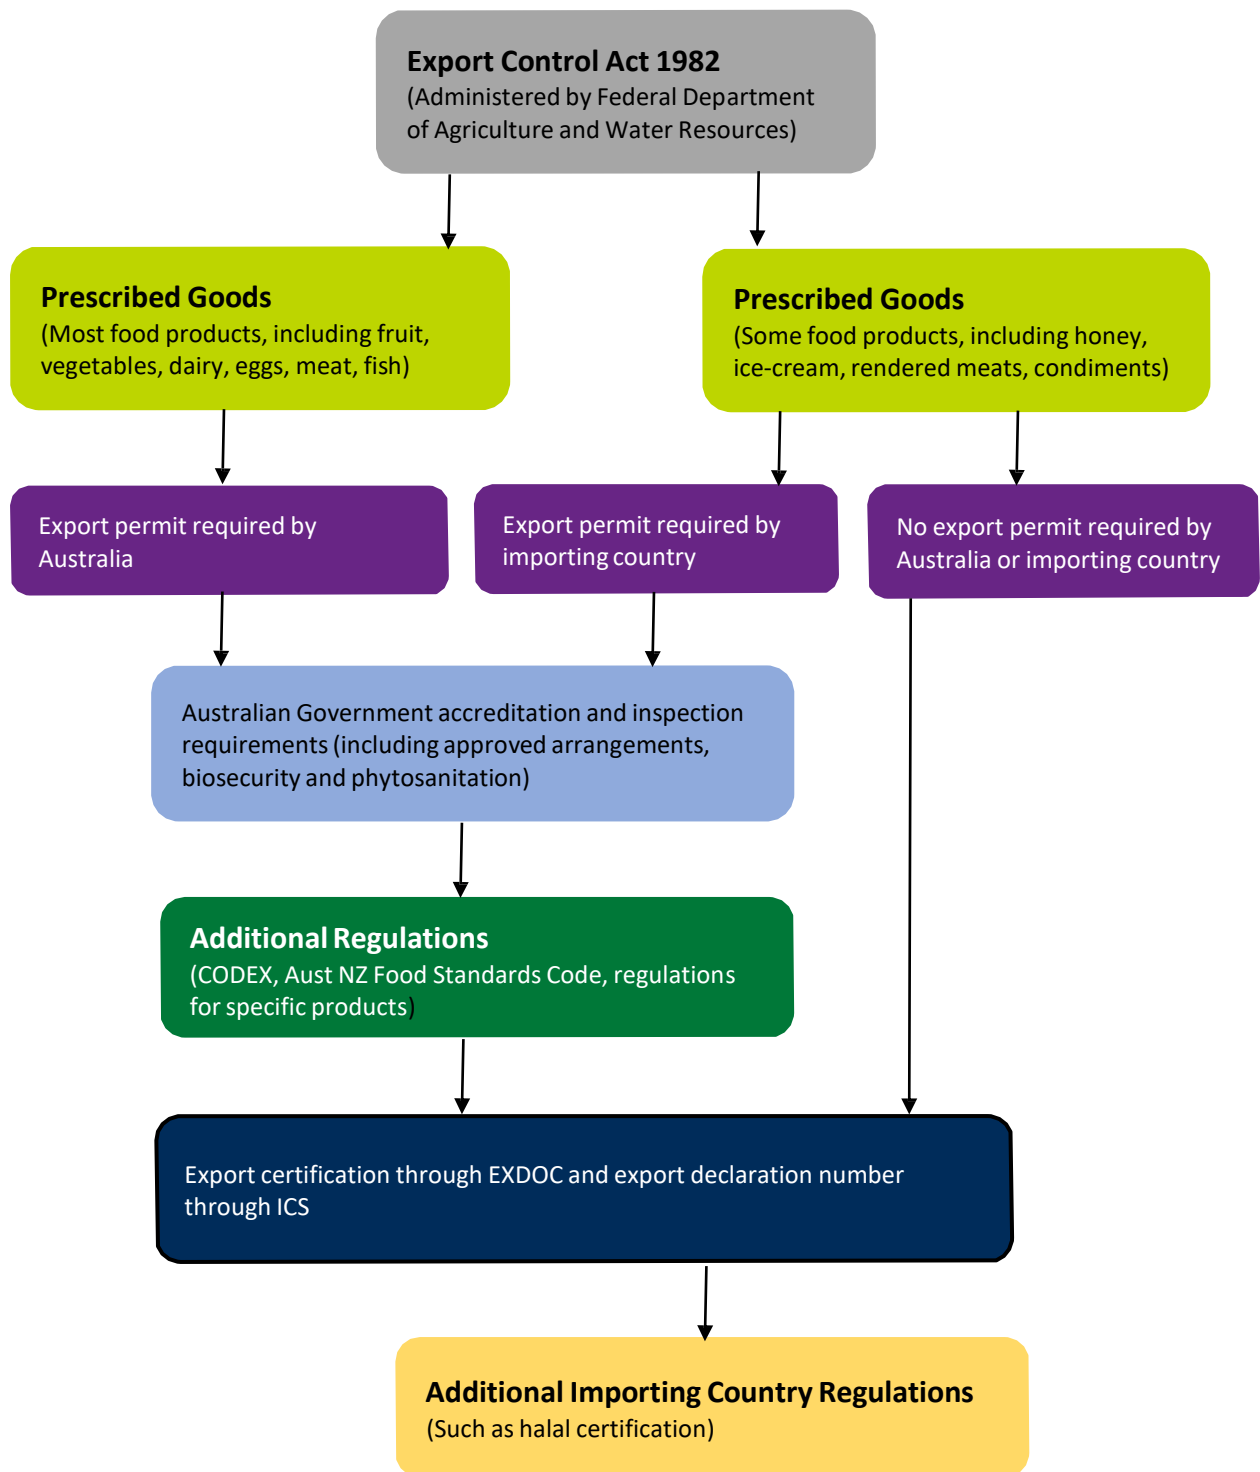 Export Control Act 1982
(Administered by Federal Department
of Agriculture and Water Resources)
Prescribed Goods
(Most food products, including fruit,
vegetables, dairy, eggs, meat, fish)
Prescribed Goods
(Some food products, including honey,
ice-cream, rendered meats, condiments)
Export permit required by
Australia
Export permit required by
importing country
No export permit required by
Australia or importing country
Australian Government accreditation and inspection
requirements (including approved arrangements,
biosecurity and phytosanitation)
Additional Regulations
(CODEX, Aust NZ Food Standards Code, regulations
for specific products)
Export certification through EXDOC and export declaration number
through ICS
Additional Importing Country Regulations
(Such as halal certification)